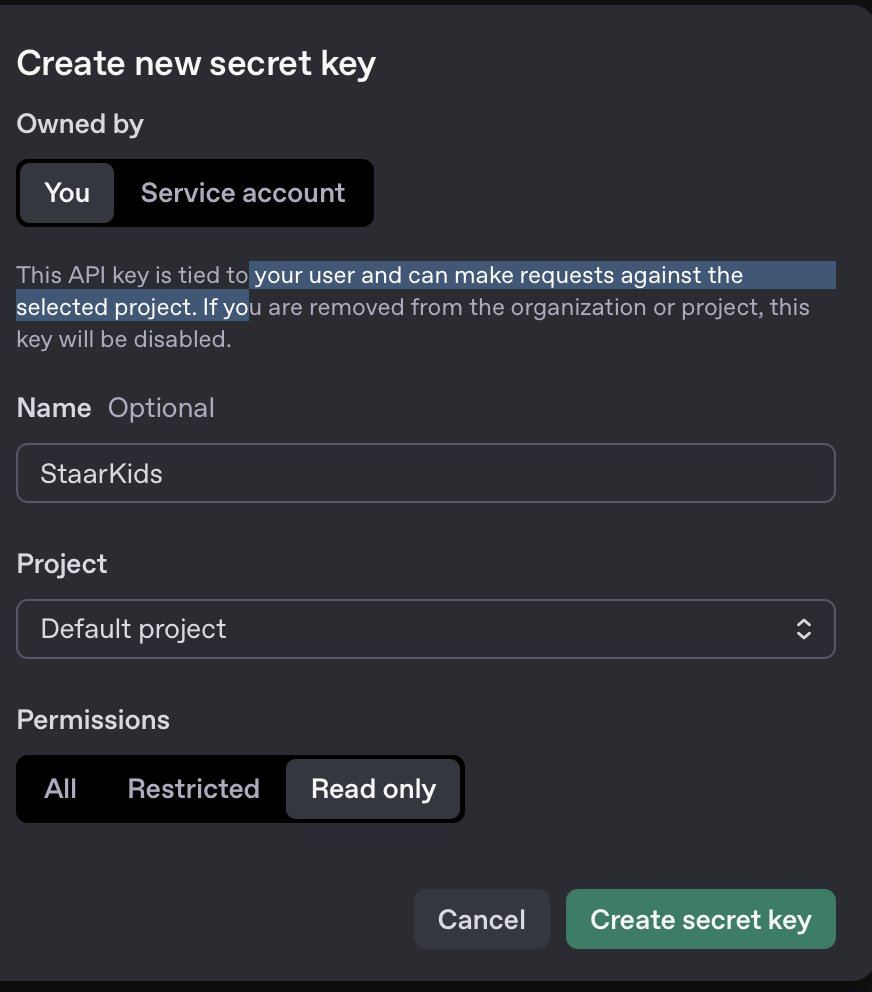 Create new secret key
Owned by
You Service account
This API key is tied to your user and can make requests against the
selected project. If you are removed from the organization or project, this
key will be disabled.
Name Optional
StaarKids
Project
Default project
Permissions
All Restricted Read only
Cancel Create secret key